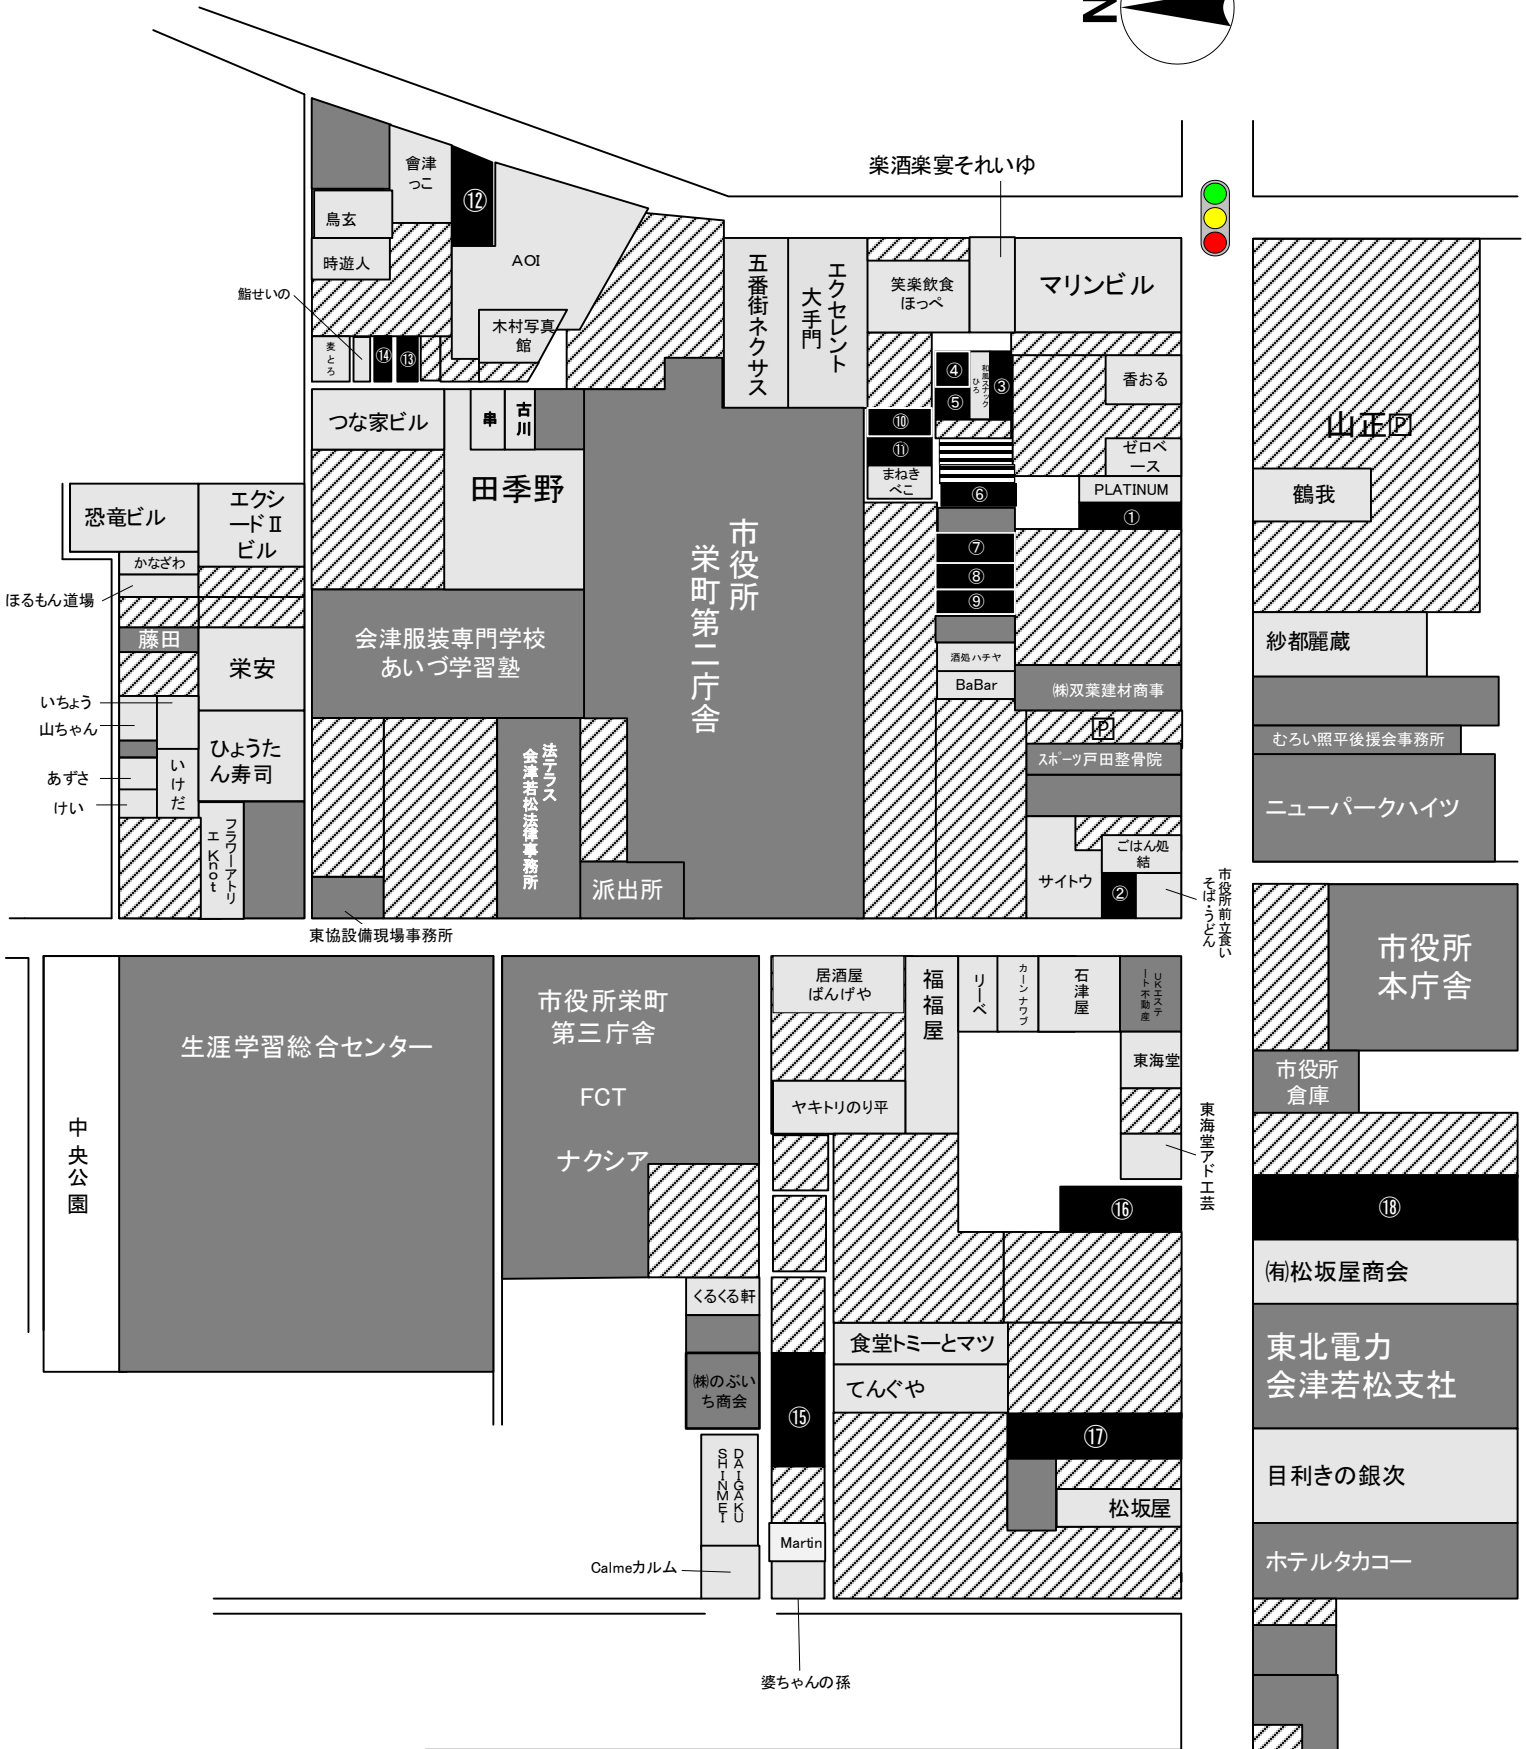 N
楽酒楽宴それいゆ
會津
っこ
⑫
鳥玄
時遊人
AOI
鮨せいの
木村写真
館
麦とろ
⑭
⑬
五番街ネクサス
エクセレント
大手門
笑楽飲食
ほっぺ
マリンビル
④
⑤
和風スナック
ひろ
③
香おる
つな家ビル
串
古川
⑩
⑪
まねき
べこ
ゼロベ
ース
山正P
田季野
⑥
PLATINUM
①
鶴我
恐竜ビル
エクシ
ードⅡ
ビル
かなざわ
ほるもん道場
市役所
栄町第二庁舎
⑦
⑧
⑨
藤田
栄安
会津服装専門学校
あいづ学習塾
酒処ハチヤ
BaBar
㈱双葉建材商事
紗都麗蔵
いちょう
山ちゃん
あずさ
けい
いけだ
ひょうた
ん寿司
P
スポーツ戸田整骨院
むろい照平後援会事務所
ニューパークハイツ
法テラス
会津若松法律事務所
フラワーアトリ
エ Knot
派出所
サイトウ
ごはん処
結
②
市役所前立食い
そば・うどん
東協設備現場事務所
市役所
本庁舎
生涯学習総合センター
市役所栄町
第三庁舎
FCT
ナクシア
居酒屋
ばんげや
福福屋
リーベ
カーンナワブ
石津屋
UKエステ
ート不動産
東海堂
市役所
倉庫
ヤキトリのり平
中央公園
東海堂アド工芸
⑯
⑱
㈲松坂屋商会
くるくる軒
食堂トミーとマツ
てんぐや
東北電力
会津若松支社
㈱のぶい
ち商会
⑮
⑰
DAIGAKU
SHINMEI
目利きの銀次
松坂屋
Martin
Calmeカルム
ホテルタカコー
婆ちゃんの孫